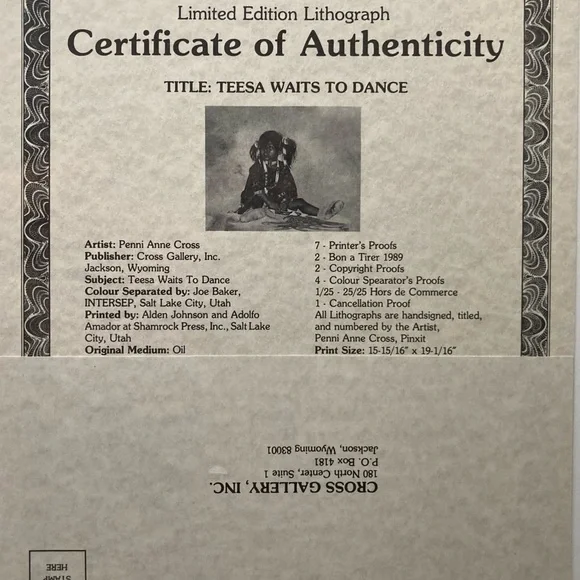 Limited Edition Lithograph
Certificate of Authenticity
TITLE: TEESA WAITS TO DANCE
Artist: Penni Anne Cross
Publisher: Cross Gallery, Inc.
Jackson, Wyoming
Subject: Teesa Waits To Dance
Colour Separated by: Joe Baker,
INTERSEP, Salt Lake City, Utah
Printed by: Alden Johnson and Adolfo
Amador at Shamrock Press, Inc., Salt Lake
City, Utah
Original Medium: Oil
7 - Printer's Proofs
2 - Bon a Tirer 1989
2 - Copyright Proofs
4 - Colour Spearator's Proofs
1/25 - 25/25 Hors de Commerce
1 - Cancellation Proof
All Lithographs are handsigned, titled,
and numbered by the Artist,
Penni Anne Cross, Pinxit
Print Size: 15-15/16" x 19-1/16"
CROSS GALLERY, INC.
180 North Center, Suite 1
P.O. Box 4181
Jackson, Wyoming 83001
STAMP
HERE